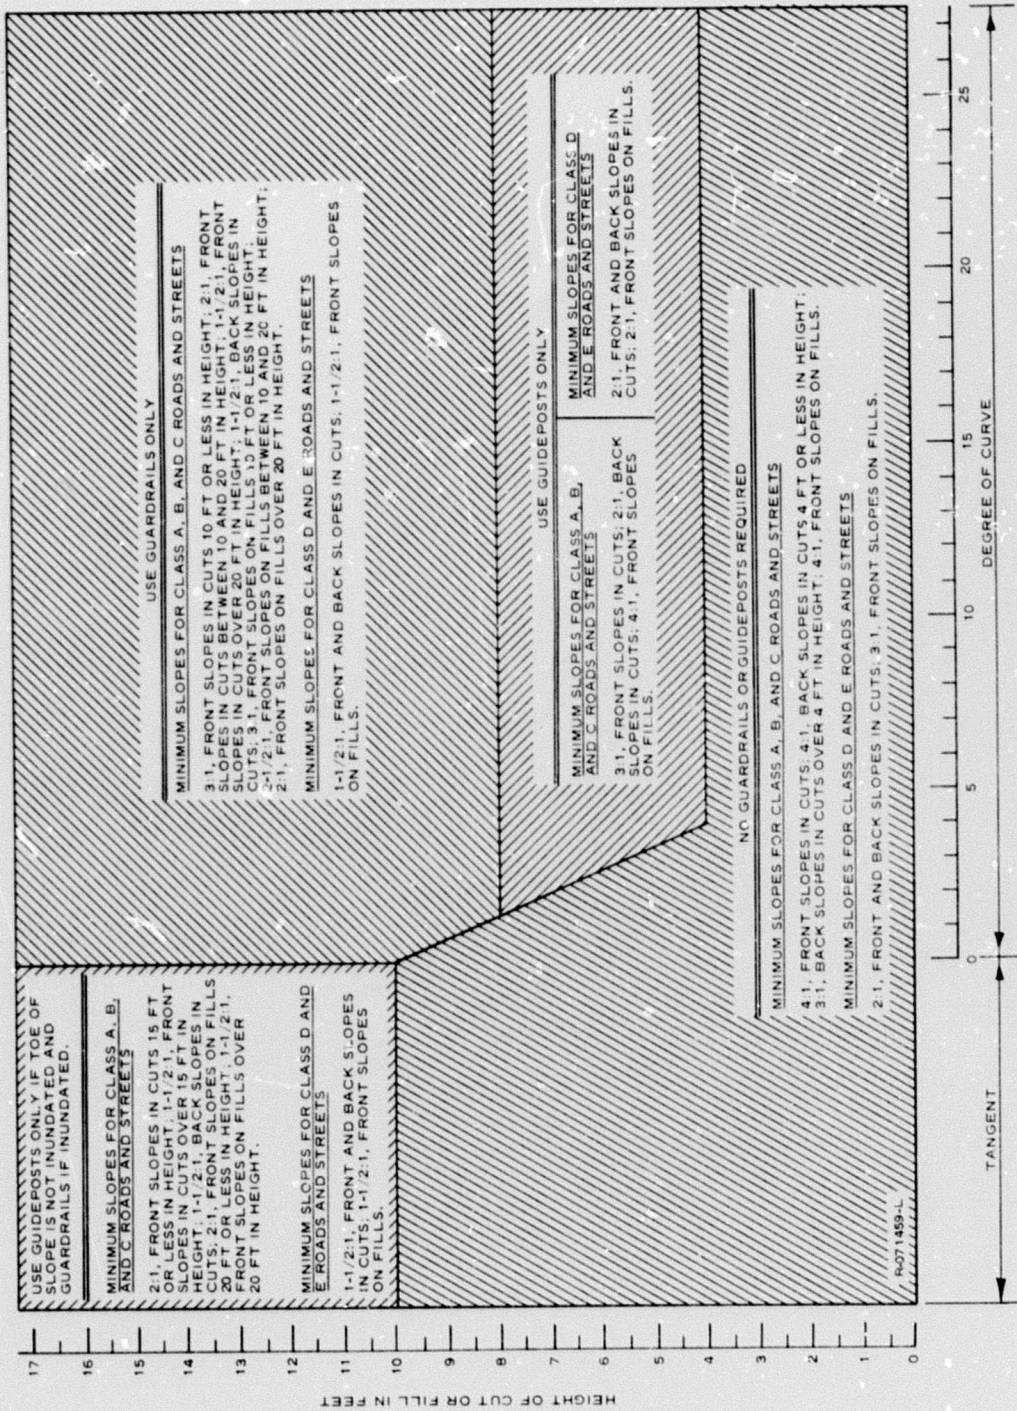 USE GUIDEPOSTS ONLY IF TOE OF
SLOPE IS NOT INUNDATED AND
GUARDRAILS IF INUNDATED.
MINIMUM SLOPES FOR CLASS A, B,
AND C ROADS AND STREETS
2:1, FRONT SLOPES IN CUTS 15 FT
OR LESS IN HEIGHT; 1-1/2:1, FRONT
SLOPES IN CUTS OVER 15 FT IN
HEIGHT; 1-1/2:1, BACK SLOPES IN
CUTS; 2:1, FRONT SLOPES ON FILLS
20 FT OR LESS IN HEIGHT; 1-1/2:1,
FRONT SLOPES ON FILLS OVER
20 FT IN HEIGHT.
MINIMUM SLOPES FOR CLASS D AND
E ROADS AND STREETS
1-1/2:1, FRONT AND BACK SLOPES
IN CUTS; 1-1/2:1, FRONT SLOPES
ON FILLS.
USE GUARDRAILS ONLY
MINIMUM SLOPES FOR CLASS A, B, AND C ROADS AND STREETS
3:1, FRONT SLOPES IN CUTS 10 FT OR LESS IN HEIGHT; 2:1, FRONT
SLOPES IN CUTS BETWEEN 10 AND 20 FT IN HEIGHT; 1-1/2:1, FRONT
SLOPES IN CUTS OVER 20 FT IN HEIGHT; 1-1/2:1, BACK SLOPES IN
CUTS; 3:1, FRONT SLOPES ON FILLS 10 FT OR LESS IN HEIGHT;
2-1/2:1, FRONT SLOPES ON FILLS BETWEEN 10 AND 20 FT IN HEIGHT;
2:1, FRONT SLOPES ON FILLS OVER 20 FT IN HEIGHT.
MINIMUM SLOPES FOR CLASS D AND E ROADS AND STREETS
1-1/2:1, FRONT AND BACK SLOPES IN CUTS; 1-1/2:1, FRONT SLOPES
ON FILLS.
USE GUIDEPOSTS ONLY
MINIMUM SLOPES FOR CLASS A, B,
AND C ROADS AND STREETS
3:1, FRONT SLOPES IN CUTS; 2:1, BACK
SLOPES IN CUTS; 4:1, FRONT SLOPES
ON FILLS.
MINIMUM SLOPES FOR CLASS D
AND E ROADS AND STREETS
2:1, FRONT AND BACK SLOPES IN
CUTS; 2:1, FRONT SLOPES ON FILLS.
NO GUARDRAILS OR GUIDEPOSTS REQUIRED
MINIMUM SLOPES FOR CLASS A, B, AND C ROADS AND STREETS
4:1, FRONT SLOPES IN CUTS; 4:1, BACK SLOPES IN CUTS 4 FT OR LESS IN HEIGHT;
3:1, BACK SLOPES IN CUTS OVER 4 FT IN HEIGHT; 4:1, FRONT SLOPES ON FILLS.
MINIMUM SLOPES FOR CLASS D AND E ROADS AND STREETS
2:1, FRONT AND BACK SLOPES IN CUTS; 3:1, FRONT SLOPES ON FILLS.
R-071459-L
HEIGHT OF CUT OR FILL IN FEET
17
16
15
14
13
12
11
10
9
8
7
6
5
4
3
2
1
0
0 5 10 15 20 25
TANGENT
DEGREE OF CURVE